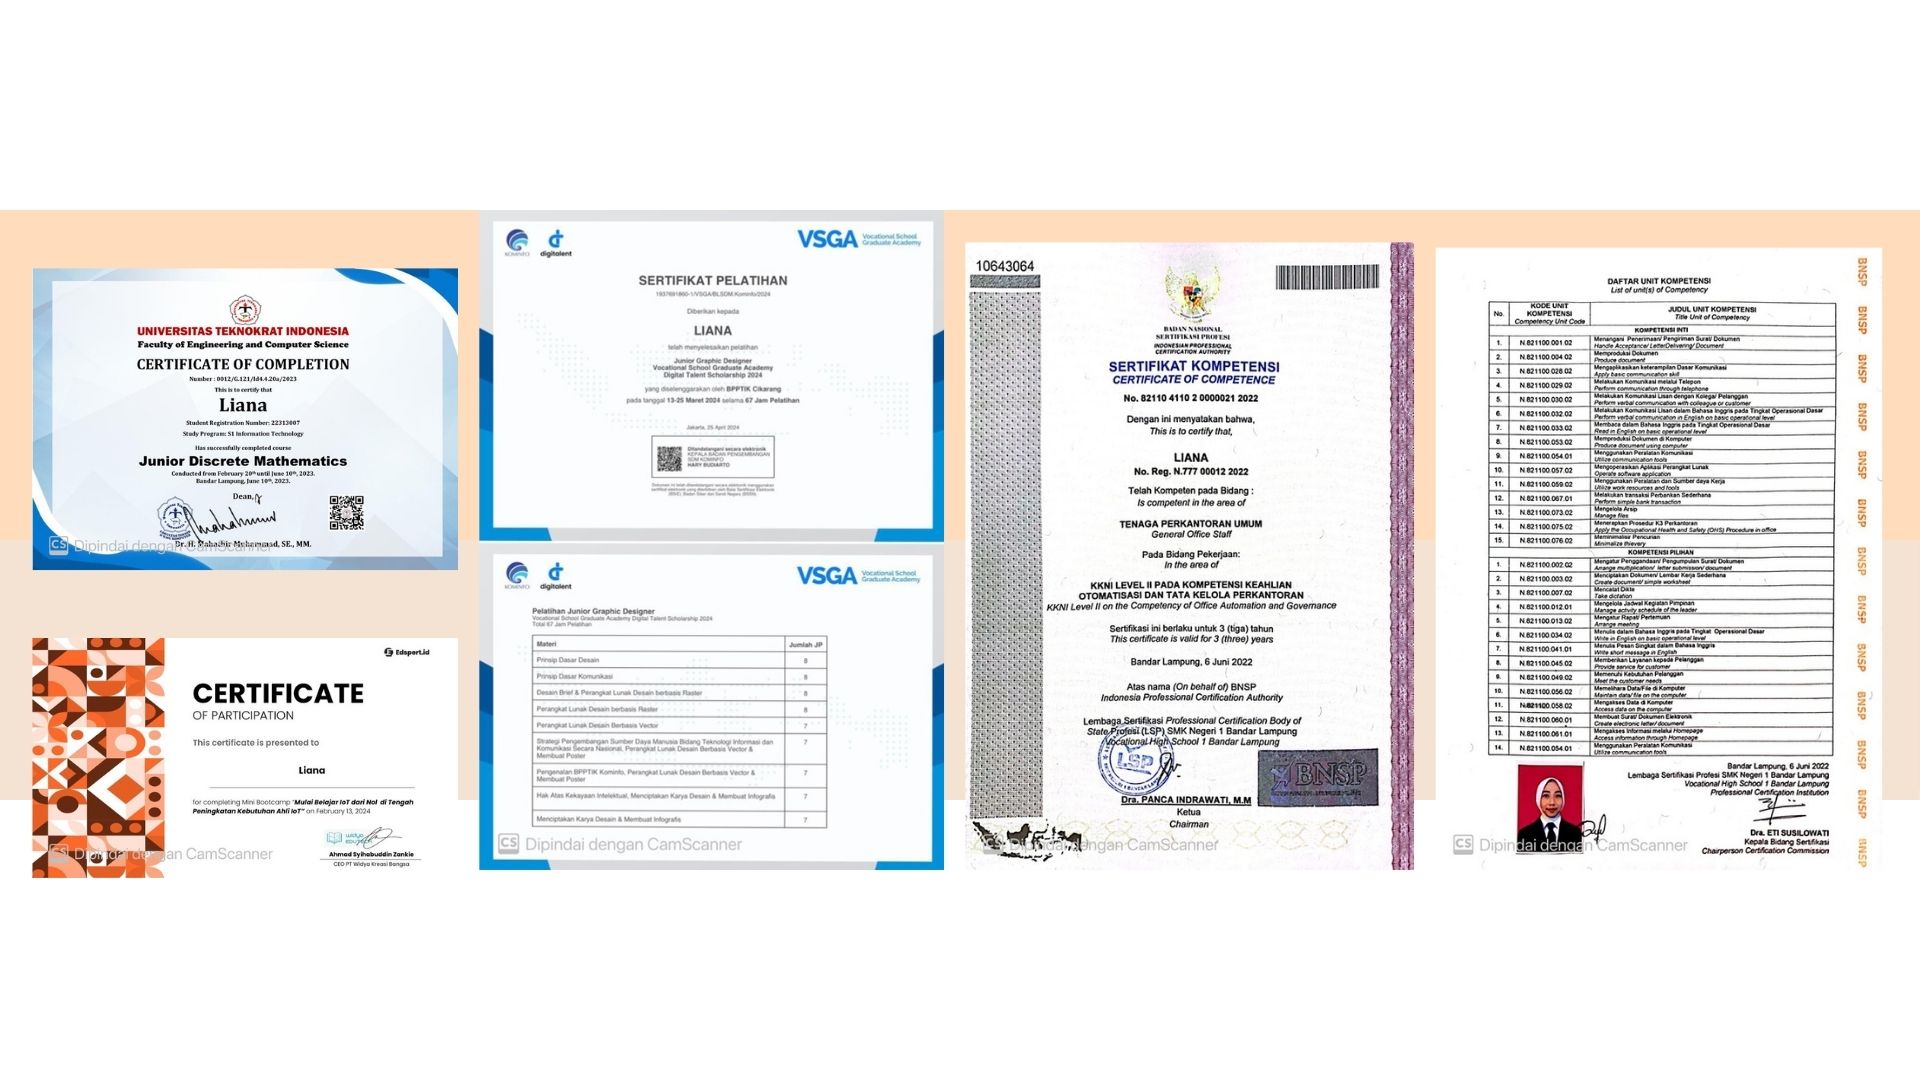 UNIVERSITAS TEKNOKRAT INDONESIA
Faculty of Engineering and Computer Science
CERTIFICATE OF COMPLETION
Number : 0012/G.121/Id4.4.20a/2023
This is to certify that
Liana
Student Registration Number: 22313007
Study Program: S1 Information Technology
Has successfully completed course
Junior Discrete Mathematics
Conducted from February 20th until June 10th, 2023.
Bandar Lampung, June 10th, 2023.
Dean,
Dr. H. Mahathir Muhammad, SE., MM.
CS Dipindai dengan CamScanner
Edspert.id
CERTIFICATE
OF PARTICIPATION
This certificate is presented to
Liana
for completing Mini Bootcamp "Mulai Belajar IoT dari Nol di Tengah
Peningkatan Kebutuhan Ahli IoT" on February 13, 2024
widya
edu
Ahmad Syihabuddin Zankie
CEO PT Widya Kreasi Bangsa
CS Dipindai dengan CamScanner
KOMINFO
digitalent
VSGA Vocational School
Graduate Academy
SERTIFIKAT PELATIHAN
1937691860-1/VSGA/BLSDM.Kominfo/2024
Diberikan kepada
LIANA
telah menyelesaikan pelatihan
Junior Graphic Designer
Vocational School Graduate Academy
Digital Talent Scholarship 2024
yang diselenggarakan oleh BPPTIK Cikarang
pada tanggal 13-25 Maret 2024 selama 67 Jam Pelatihan
Jakarta, 25 April 2024
Ditandatangani secara elektronik
KEPALA BADAN PENGEMBANGAN
SDM KOMINFO
HARY BUDIARTO
KOMINFO
digitalent
VSGA Vocational School
Graduate Academy
Pelatihan Junior Graphic Designer
Vocational School Graduate Academy Digital Talent Scholarship 2024
Total 67 Jam Pelatihan
Materi Jumlah JP
Prinsip Dasar Desain 8
Prinsip Dasar Komunikasi 8
Desain Brief & Perangkat Lunak Desain berbasis Raster 8
Perangkat Lunak Desain berbasis Raster 8
Perangkat Lunak Desain Berbasis Vector 7
Strategi Pengembangan Sumber Daya Manusia Bidang Teknologi Informasi dan 7
Komunikasi Secara Nasional, Perangkat Lunak Desain Berbasis Vector &
Membuat Poster
Pengenalan BPPTIK Kominfo, Perangkat Lunak Desain Berbasis Vector & 7
Membuat Poster
Hak Atas Kekayaan Intelektual, Menciptakan Karya Desain & Membuat Infografis 7
Menciptakan Karya Desain & Membuat Infografis 7
CS Dipindai dengan CamScanner
10643064
BADAN NASIONAL
SERTIFIKASI PROFESI
INDONESIAN PROFESSIONAL
CERTIFICATION AUTHORITY
SERTIFIKAT KOMPETENSI
CERTIFICATE OF COMPETENCE
No. 82110 4110 2 0000021 2022
Dengan ini menyatakan bahwa,
This is to certify that,
LIANA
No. Reg. N.777 00012 2022
Telah Kompeten pada Bidang :
Is competent in the area of
TENAGA PERKANTORAN UMUM
General Office Staff
Pada Bidang Pekerjaan:
In the area of
KKNI LEVEL II PADA KOMPETENSI KEAHLIAN
OTOMATISASI DAN TATA KELOLA PERKANTORAN
KKNI Level II on the Competency of Office Automation and Governance
Sertifikasi ini berlaku untuk 3 (tiga) tahun
This certificate is valid for 3 (three) years
Bandar Lampung, 6 Juni 2022
Atas nama (On behalf of) BNSP
Indonesia Professional Certification Authority
Lembaga Sertifikasi Professional Certification Body of
State Profesi (LSP) SMK Negeri 1 Bandar Lampung
Vocational High School 1 Bandar Lampung
LSP
BNSP
Dra. PANCA INDRAWATI, M.M
Ketua
Chairman
CS Dipindai dengan CamScanner
DAFTAR UNIT KOMPETENSI
List of unit(s) of Competency
No. KODE UNIT KOMPETENSI JUDUL UNIT KOMPETENSI
Competency Unit Code Title Unit of Competency
KOMPETENSI INTI
1. N.821100.001.02 Menangani Penerimaan/ Pengiriman Surat/ Dokumen
Handle Acceptance/ Letter Delivering/ Document
2. N.821100.004.02 Memproduksi Dokumen
Produce document
3. N.821100.028.02 Mengaplikasikan keterampilan Dasar Komunikasi
Apply basic communication skill
4. N.821100.029.02 Melakukan Komunikasi melalui Telepon
Perform communication through telephone
5. N.821100.030.02 Melakukan Komunikasi Lisan dengan Kolega/ Pelanggan
Perform verbal communication with colleague or customer
6. N.821100.032.02 Melakukan Komunikasi Lisan dalam Bahasa Inggris pada Tingkat Operasional Dasar
Perform verbal communication in English on basic operational level
7. N.821100.033.02 Membaca dalam Bahasa Inggris pada Tingkat Operasional Dasar
Read in English on basic operational level
8. N.821100.053.02 Memproduksi Dokumen di Komputer
Produce document using computer
9. N.821100.054.01 Menggunakan Peralatan Komunikasi
Utilize communication tools
10. N.821100.057.02 Mengoperasikan Aplikasi Perangkat Lunak
Operate software application
11. N.821100.059.02 Menggunakan Peralatan dan Sumber daya Kerja
Utilize work resources and tools
12. N.821100.067.01 Melakukan transaksi Perbankan Sederhana
Perform simple bank transaction
13. N.821100.073.02 Mengelola Arsip
Manage files
14. N.821100.075.02 Menerapkan Prosedur K3 Perkantoran
Apply the Occupational Health and Safety (OHS) Procedure in office
15. N.821100.076.02 Meminimalisir Pencurian
Minimalize thievery
KOMPETENSI PILIHAN
1. N.821100.002.02 Mengatur Penggandaan/ Pengumpulan Surat/ Dokumen
Arrange multiplication/ letter submission/ document
2. N.821100.003.02 Menciptakan Dokumen/ Lembar Kerja Sederhana
Create document/ simple worksheet
3. N.821100.007.02 Mencatat Dikte
Take dictation
4. N.821100.012.01 Mengelola Jadwal Kegiatan Pimpinan
Manage activity schedule of the leader
5. N.821100.013.02 Mengatur Rapat/ Pertemuan
Arrange meeting
6. N.821100.034.02 Menulis dalam Bahasa Inggris pada Tingkat Operasional Dasar
Write in English on basic operational level
7. N.821100.041.01 Menulis Pesan Singkat dalam Bahasa Inggris
Write short message in English
8. N.821100.045.02 Memberikan Layanan kepada Pelanggan
Provide service for customer
9. N.821100.049.02 Memenuhi Kebutuhan Pelanggan
Meet the customer needs
10. N.821100.056.02 Memelihara Data/File di Komputer
Maintain data/ file on the computer
11. N.821100.058.02 Mengakses Data di Komputer
Access data on the computer
12. N.821100.060.01 Membuat Surat/ Dokumen Elektronik
Create electronic letter/ document
13. N.821100.061.01 Mengakses Informasi melalui Homepage
Access information through Homepage
14. N.821100.054.01 Menggunakan Peralatan Komunikasi
Utilize communication tools
Bandar Lampung, 6 Juni 2022
Lembaga Sertifikasi Profesi SMK Negeri 1 Bandar Lampung
Vocational High School 1 Bandar Lampung
Professional Certification Institution
Dra. ETI SUSILOWATI
Kepala Bidang Sertifikasi
Chairperson Certification Commission
CS Dipindai dengan CamScanner
BNSP BNSP BNSP BNSP BNSP BNSP BNSP BNSP BNSP BNSP BNSP BNSP BNSP